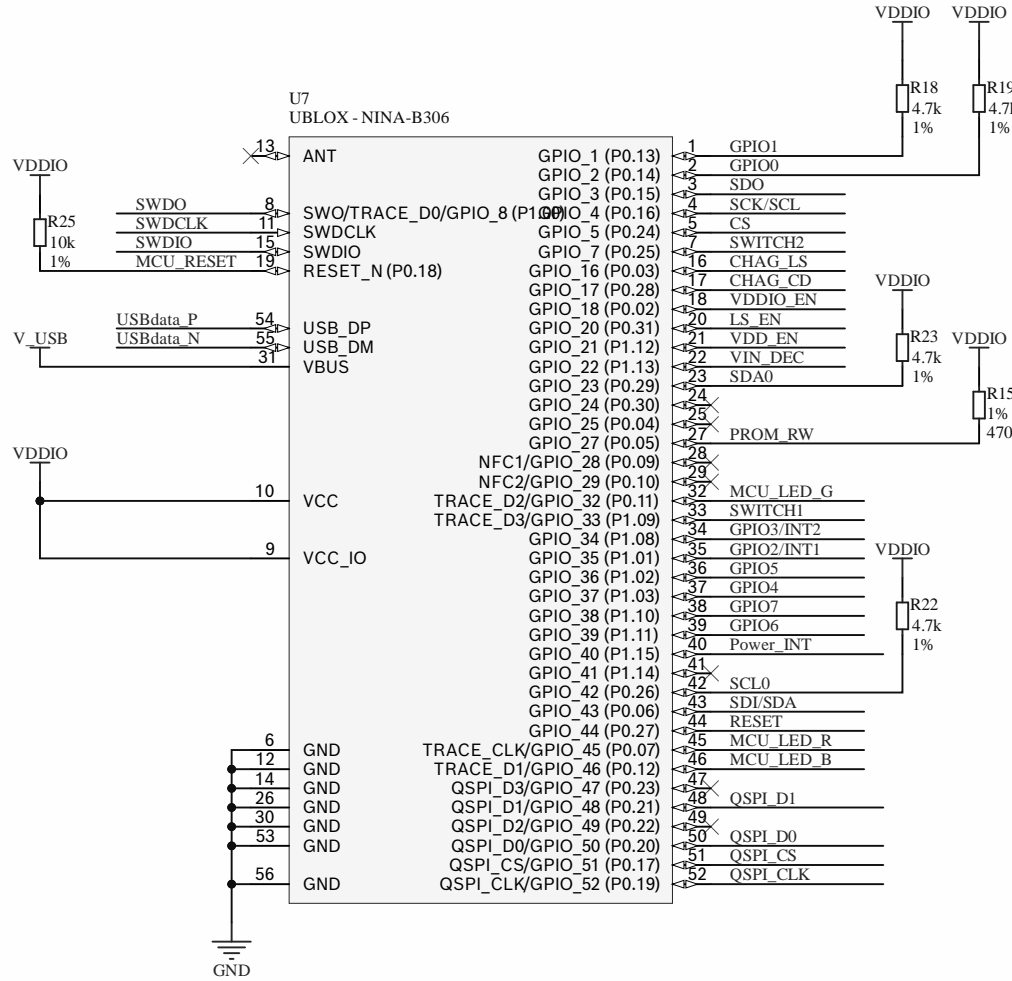 VDDIO VDDIO
R18 4.7k 1%
R19 4.7k 1%
U7
UBLOX - NINA-B306
13 ANT
VDDIO
R25 10k 1%
SWDO 8 SWO/TRACE_D0/GPIO_8 (P1.00)
SWDCLK 11 SWDCLK
SWDIO 15 SWDIO
MCU_RESET 19 RESET_N (P0.18)
USBdata_P 54 USB_DP
USBdata_N 55 USB_DM
V_USB 31 VBUS
VDDIO
10 VCC
9 VCC_IO
6 GND
12 GND
14 GND
26 GND
30 GND
53 GND
56 GND
GND
GPIO_1 (P0.13) 1 GPIO1
GPIO_2 (P0.14) 2 GPIO0
GPIO_3 (P0.15) 3 SDO
GPIO_4 (P0.16) 4 SCK/SCL
GPIO_5 (P0.24) 5 CS
GPIO_7 (P0.25) 7 SWITCH2
GPIO_16 (P0.03) 16 CHAG_LS
GPIO_17 (P0.28) 17 CHAG_CD
GPIO_18 (P0.02) 18 VDDIO_EN
GPIO_20 (P0.31) 20 LS_EN
GPIO_21 (P1.12) 21 VDD_EN
GPIO_22 (P1.13) 22 VIN_DEC
GPIO_23 (P0.29) 23 SDA0
GPIO_24 (P0.30) 24
GPIO_25 (P0.04) 25
GPIO_27 (P0.05) 27 PROM_RW
NFC1/GPIO_28 (P0.09) 28
NFC2/GPIO_29 (P0.10) 29
TRACE_D2/GPIO_32 (P0.11) 32 MCU_LED_G
TRACE_D3/GPIO_33 (P1.09) 33 SWITCH1
GPIO_34 (P1.08) 34 GPIO3/INT2
GPIO_35 (P1.01) 35 GPIO2/INT1
GPIO_36 (P1.02) 36 GPIO5
GPIO_37 (P1.03) 37 GPIO4
GPIO_38 (P1.10) 38 GPIO7
GPIO_39 (P1.11) 39 GPIO6
GPIO_40 (P1.15) 40 Power_INT
GPIO_41 (P1.14) 41
GPIO_42 (P0.26) 42 SCL0
GPIO_43 (P0.06) 43 SDI/SDA
GPIO_44 (P0.27) 44 RESET
TRACE_CLK/GPIO_45 (P0.07) 45 MCU_LED_R
TRACE_D1/GPIO_46 (P0.12) 46 MCU_LED_B
QSPI_D3/GPIO_47 (P0.23) 47
QSPI_D1/GPIO_48 (P0.21) 48 QSPI_D1
QSPI_D2/GPIO_49 (P0.22) 49
QSPI_D0/GPIO_50 (P0.20) 50 QSPI_D0
QSPI_CS/GPIO_51 (P0.17) 51 QSPI_CS
QSPI_CLK/GPIO_52 (P0.19) 52 QSPI_CLK
VDDIO
R23 4.7k 1%
VDDIO
R15 1% 470
VDDIO
R22 4.7k 1%